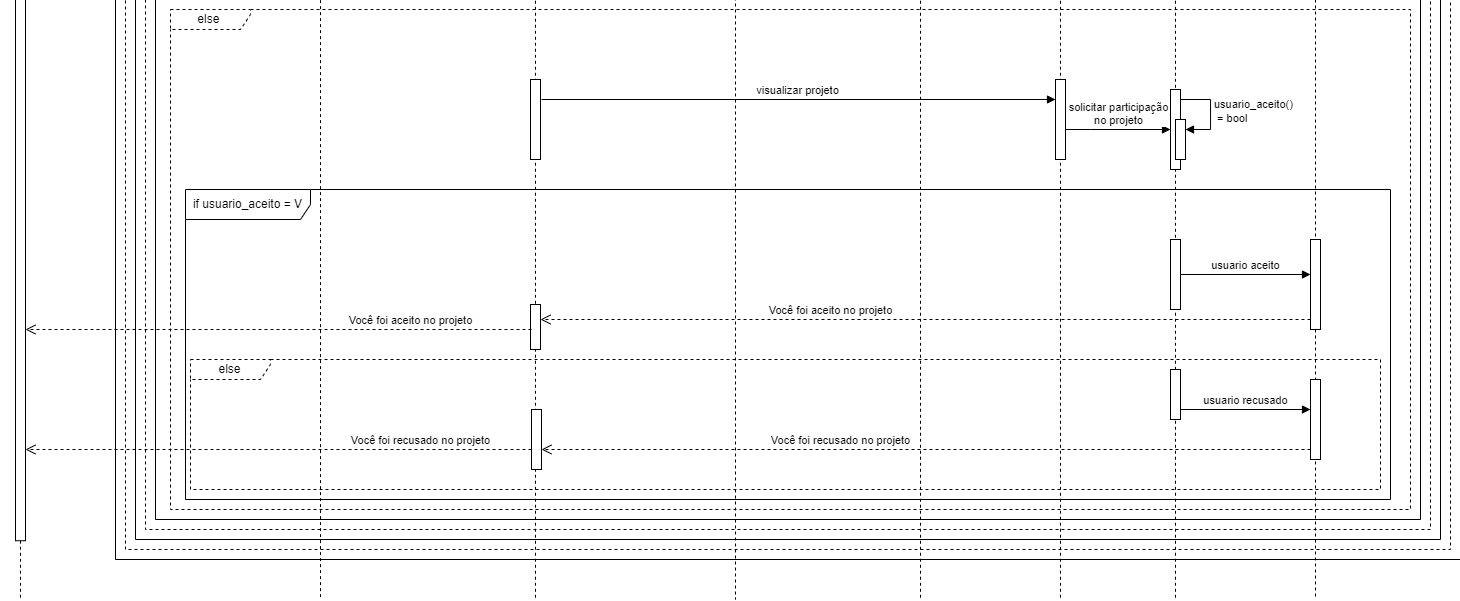 else
visualizar projeto
solicitar participação
no projeto
usuario_aceito()
= bool
if usuario_aceito = V
usuario aceito
Você foi aceito no projeto
Você foi aceito no projeto
else
usuario recusado
Você foi recusado no projeto
Você foi recusado no projeto